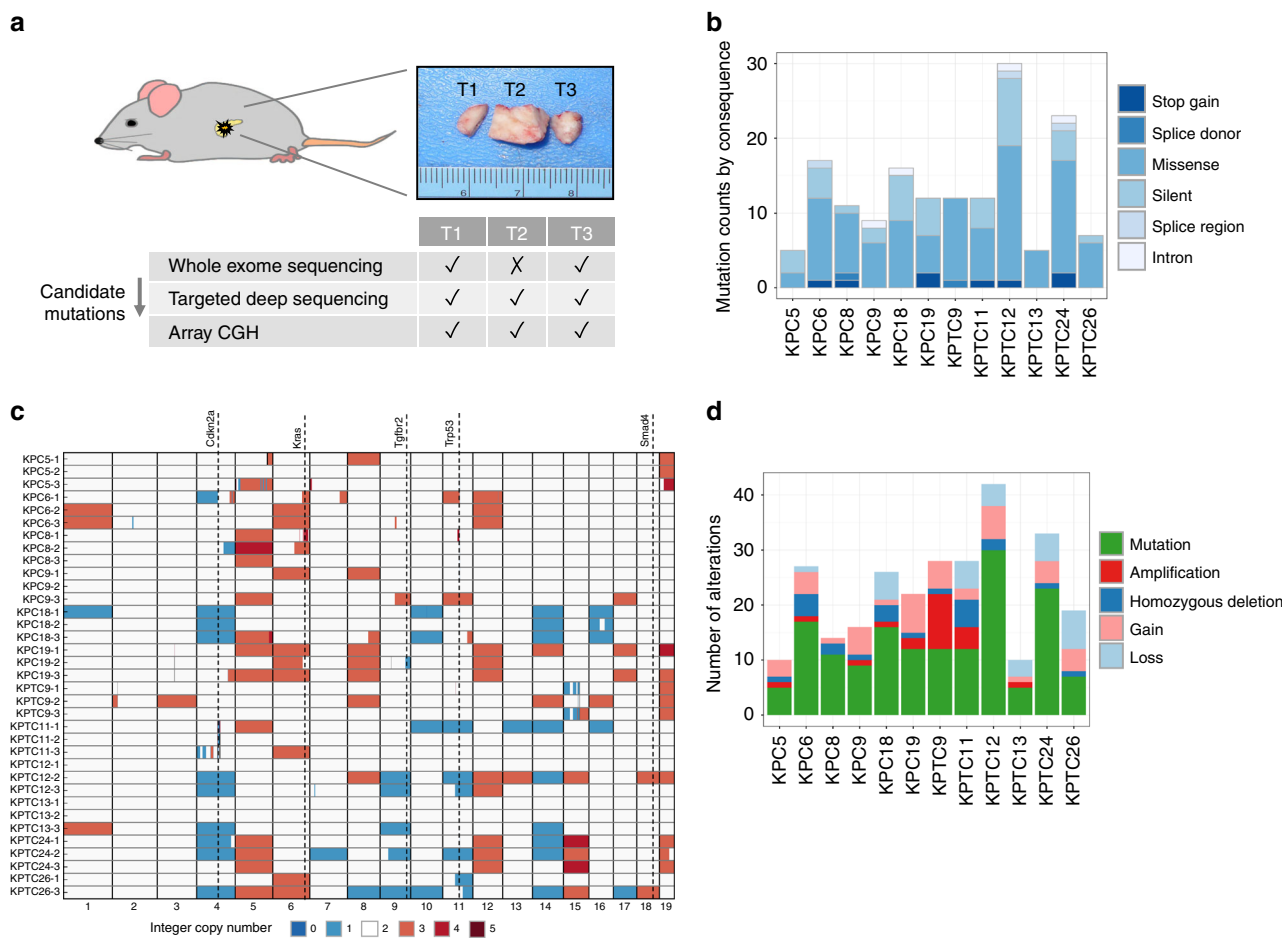 a
T1 T2 T3
6 7 8
T1 T2 T3
Whole exome sequencing ✓ ✗ ✓
Targeted deep sequencing ✓ ✓ ✓
Array CGH ✓ ✓ ✓
Candidate
mutations
b
Mutation counts by consequence
30
20
10
0
KPC5 KPC6 KPC8 KPC9 KPC18 KPC19 KPTC9 KPTC11 KPTC12 KPTC13 KPTC24 KPTC26
Stop gain
Splice donor
Missense
Silent
Splice region
Intron
c
Cdkn2a Kras Tgfbr2 Trp53 Smad4
KPC5-1
KPC5-2
KPC5-3
KPC6-1
KPC6-2
KPC6-3
KPC8-1
KPC8-2
KPC8-3
KPC9-1
KPC9-2
KPC9-3
KPC18-1
KPC18-2
KPC18-3
KPC19-1
KPC19-2
KPC19-3
KPTC9-1
KPTC9-2
KPTC9-3
KPTC11-1
KPTC11-2
KPTC11-3
KPTC12-1
KPTC12-2
KPTC12-3
KPTC13-1
KPTC13-2
KPTC13-3
KPTC24-1
KPTC24-2
KPTC24-3
KPTC26-1
KPTC26-3
1 2 3 4 5 6 7 8 9 10 11 12 13 14 15 16 17 18 19
Integer copy number 0 1 2 3 4 5
d
Number of alterations
40
30
20
10
0
KPC5 KPC6 KPC8 KPC9 KPC18 KPC19 KPTC9 KPTC11 KPTC12 KPTC13 KPTC24 KPTC26
Mutation
Amplification
Homozygous deletion
Gain
Loss